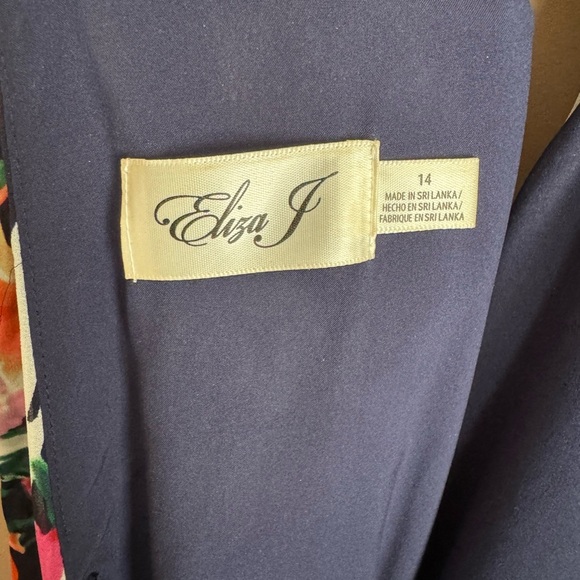 Eliza J
14
MADE IN SRI LANKA/
HECHO EN SRI LANKA/
FABRIQUE EN SRI LANKA